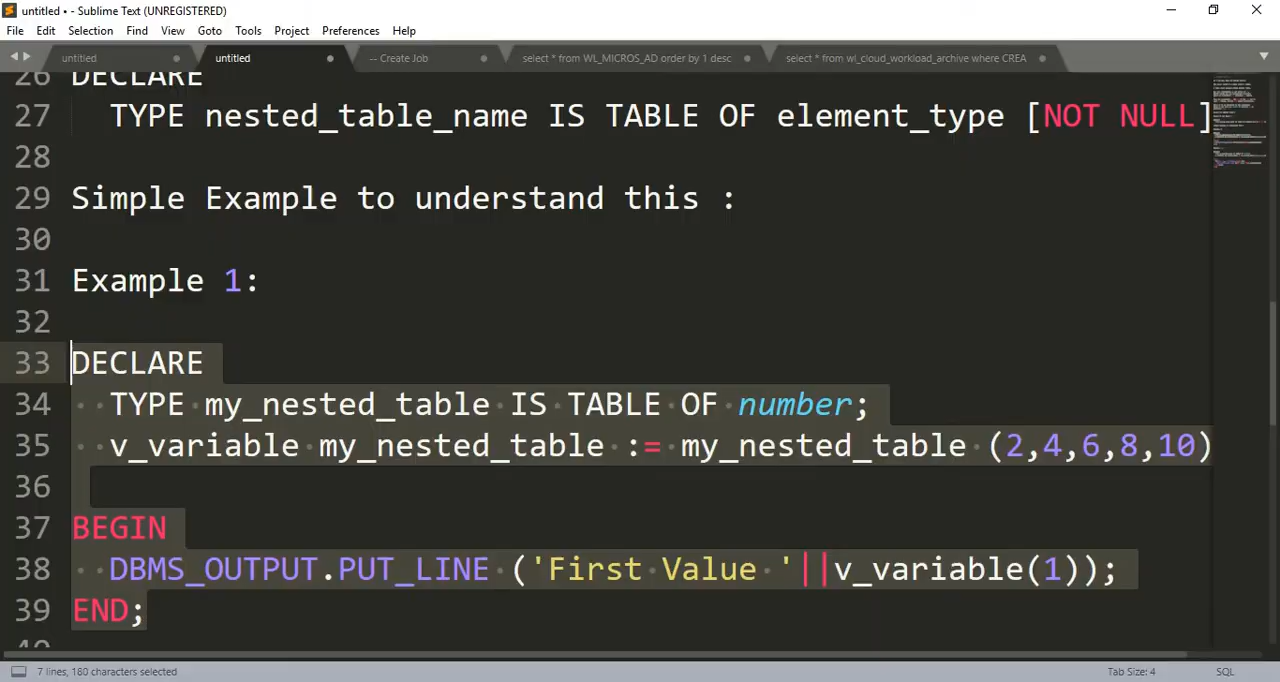 untitled • - Sublime Text (UNREGISTERED)
File Edit Selection Find View Goto Tools Project Preferences Help
untitled untitled -- Create Job select * from WL_MICROS_AD order by 1 desc select * from wl_cloud_workload_archive where CREA
26 DECLARE
27 TYPE nested_table_name IS TABLE OF element_type [NOT NULL]
28
29 Simple Example to understand this :
30
31 Example 1:
32
33 DECLARE
34 TYPE my_nested_table IS TABLE OF number;
35 v_variable my_nested_table := my_nested_table (2,4,6,8,10)
36
37 BEGIN
38 DBMS_OUTPUT.PUT_LINE ('First Value '||v_variable(1));
39 END;
40
7 lines, 180 characters selected Tab Size: 4 SQL